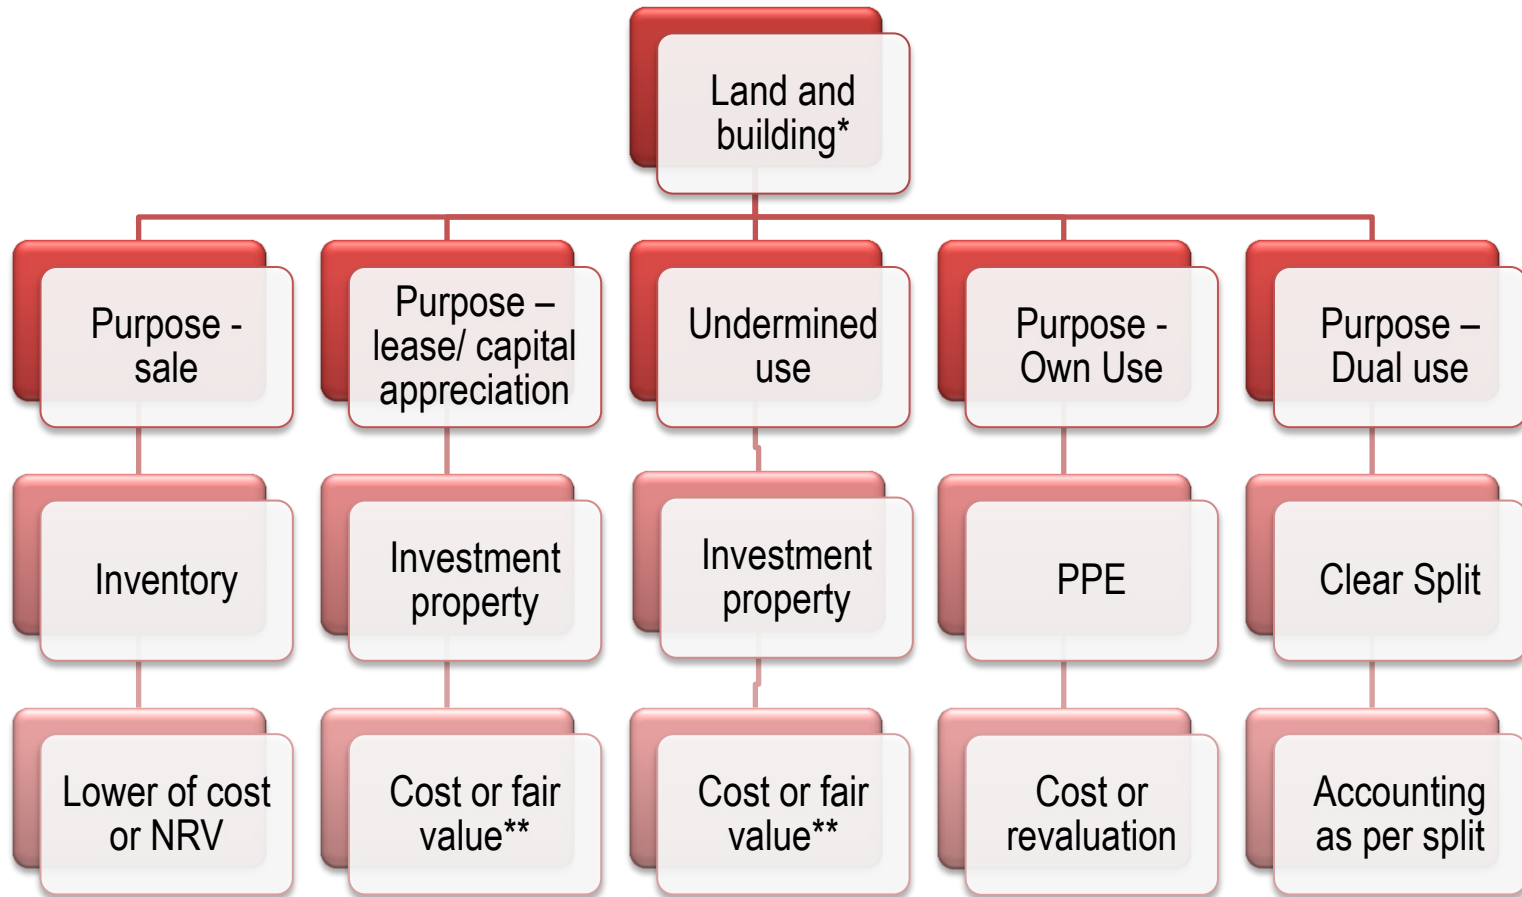 Land and
building*
Purpose -
sale
Purpose –
lease/ capital
appreciation
Undermined
use
Purpose -
Own Use
Purpose –
Dual use
Inventory
Investment
property
Investment
property
PPE
Clear Split
Lower of cost
or NRV
Cost or fair
value**
Cost or fair
value**
Cost or
revaluation
Accounting
as per split